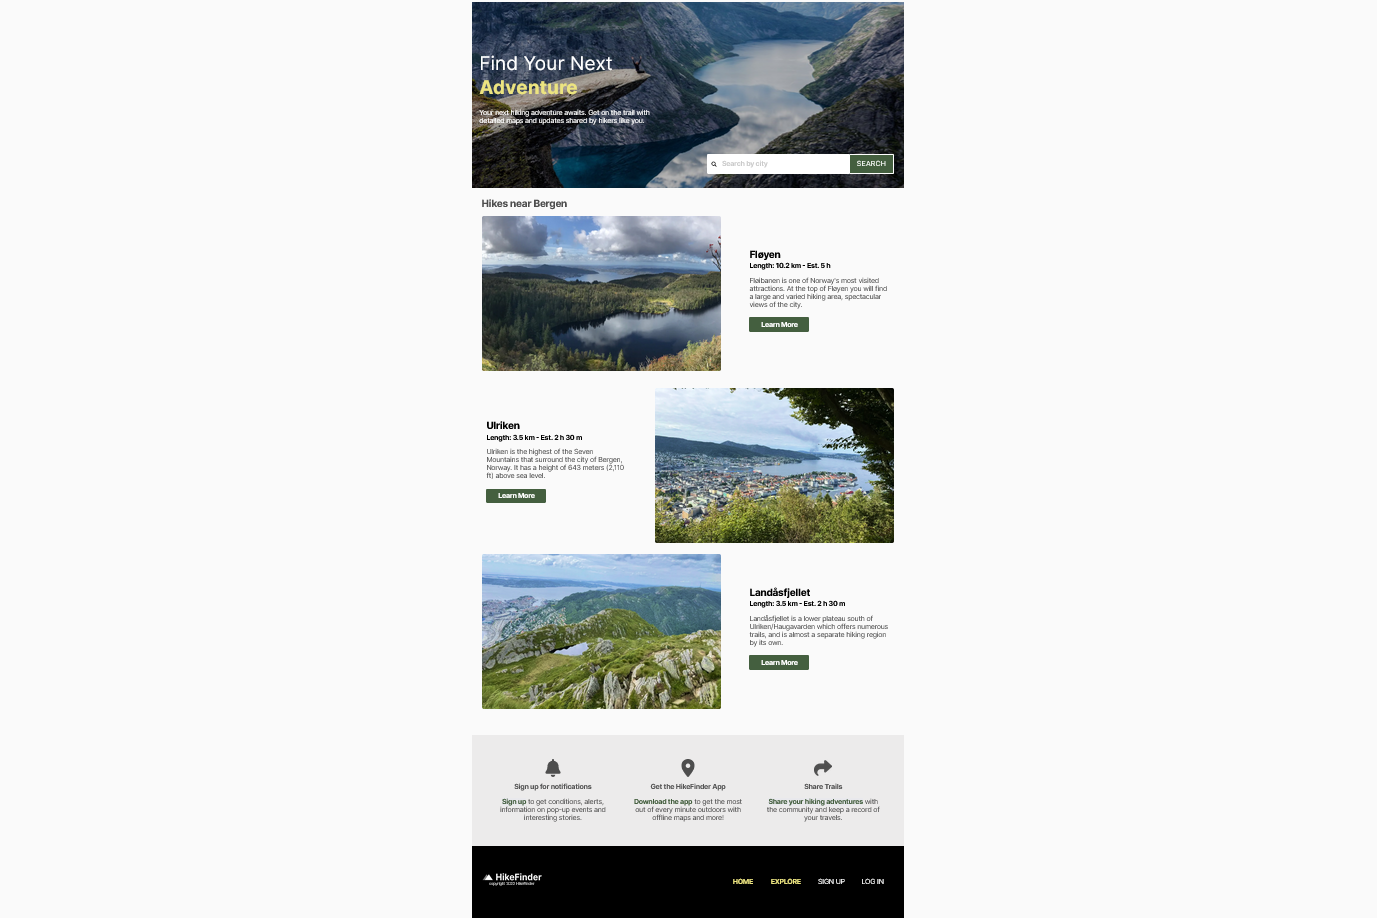 Find Your Next
Adventure
Your next hiking adventure awaits. Get on the trail with
detailed maps and updates shared by hikers like you.
Search by city
SEARCH
Hikes near Bergen
Fløyen
Length: 10.2 km - Est. 5 h
Fløibanen is one of Norway's most visited
attractions. At the top of Fløyen you will find
a large and varied hiking area, spectacular
views of the city.
Learn More
Ulriken
Length: 3.5 km - Est. 2 h 30 m
Ulriken is the highest of the Seven
Mountains that surround the city of Bergen,
Norway. It has a height of 643 meters (2,110
ft) above sea level.
Learn More
Landåsfjellet
Length: 3.5 km - Est. 2 h 30 m
Landåsfjellet is a lower plateau south of
Ulriken/Haugavarden which offers numerous
trails, and is almost a separate hiking region
by its own.
Learn More
Sign up for notifications
Sign up to get conditions, alerts,
information on pop-up events and
interesting stories.
Get the HikeFinder App
Download the app to get the most
out of every minute outdoors with
offline maps and more!
Share Trails
Share your hiking adventures with
the community and keep a record of
your travels.
HikeFinder
copyright 2022 HikeFinder
HOME EXPLORE SIGN UP LOG IN